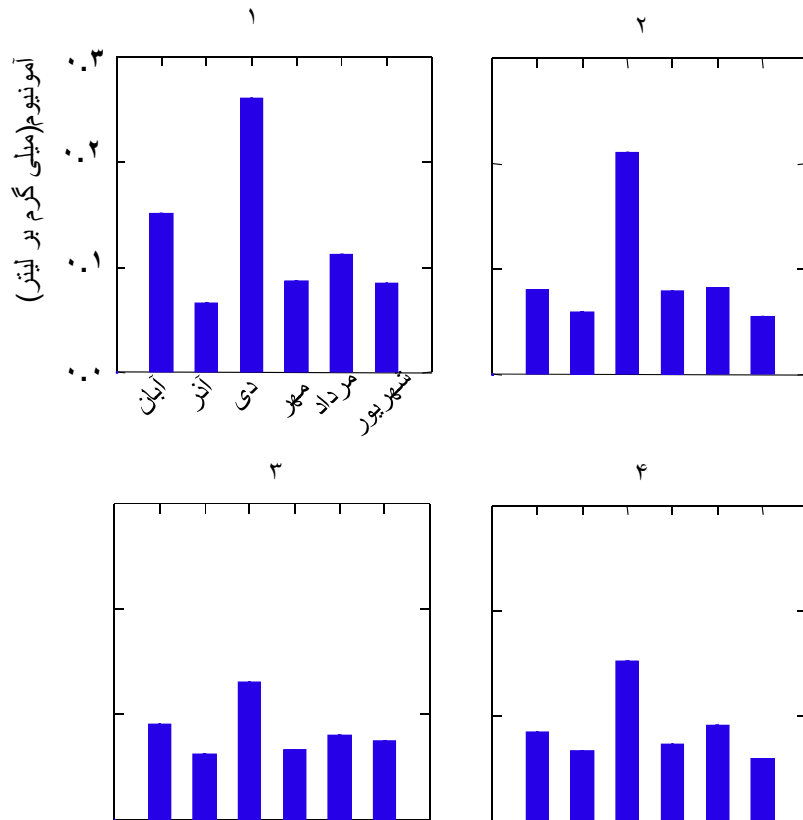 ۱
۲
آمونیوم(میلی گرم بر لیتر)
۰.۳
۰.۲
۰.۱
۰.۰
آبان
آذر
دی
مهر
مرداد
شهریور
۳
۴